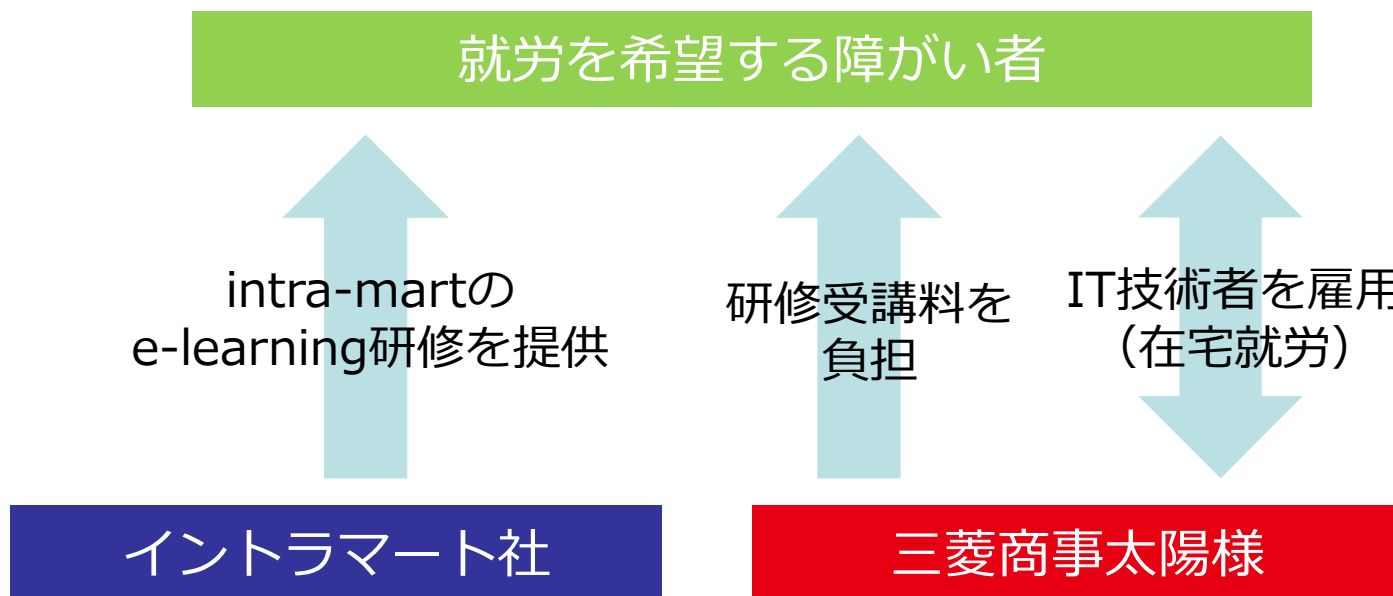 就労を希望する障がい者
intra-martの
e-learning研修を提供
研修受講料を
負担
IT技術者を雇用
（在宅就労）
イントラマート社
三菱商事太陽様